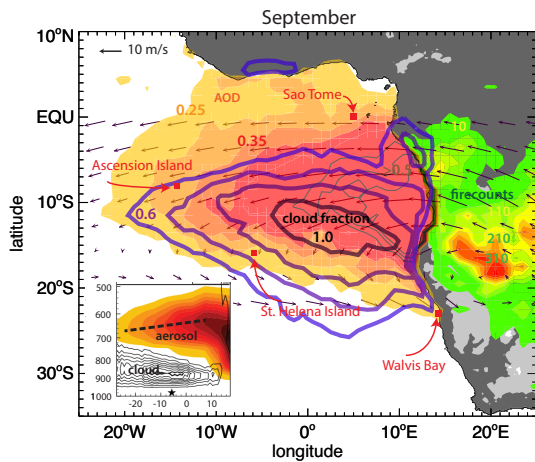 September
10°N
10 m/s
AOD
0.25
Sao Tome
EQU
10
0.35
Ascension Island
0.5
10°S
0.6
cloud fraction
1.0
firecounts
110
210
310
latitude
20°S
St. Helena Island
500
600
700
800
900
1000
aerosol
cloud
-20
-10
0
10
Walvis Bay
30°S
20°W
10°W
0°
10°E
20°E
longitude